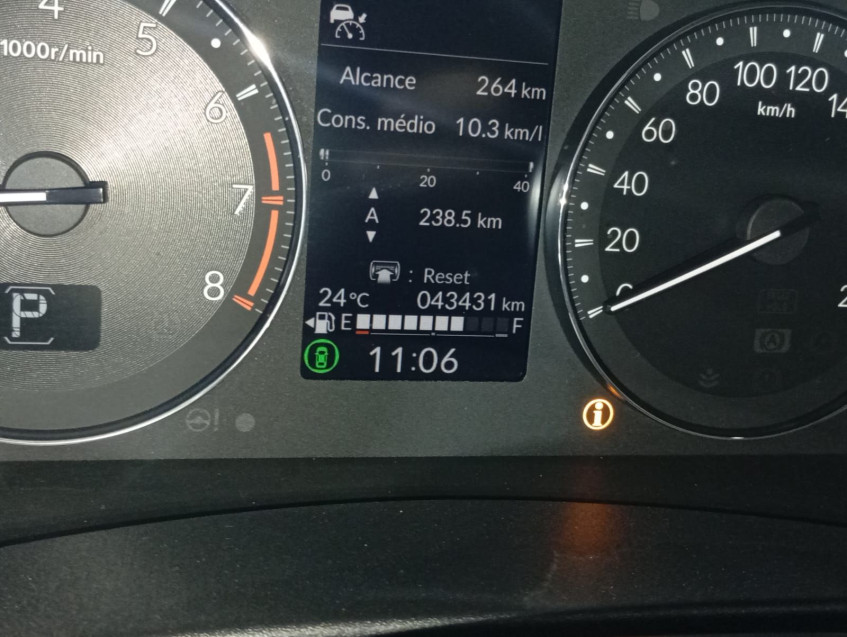 4
5
1000r/min
6
7
8
P
Alcance 264 km
Cons. médio 10.3 km/l
0 20 40
A 238.5 km
: Reset
24°C 043431 km
E F
11:06
100 120
80
km/h
60
40
20
0